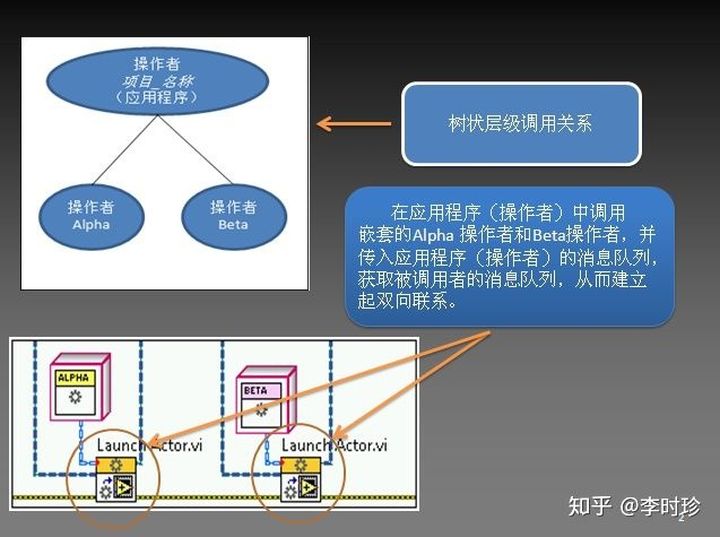 操作者
项目_名称
（应用程序）
操作者
Alpha
操作者
Beta
树状层级调用关系
在应用程序（操作者）中调用
嵌套的Alpha 操作者和Beta操作者，并
传入应用程序（操作者）的消息队列，
获取被调用者的消息队列，从而建立
起双向联系。
ALPHA
BETA
Launch Actor.vi
Launch Actor.vi
知乎 @李时珍
2